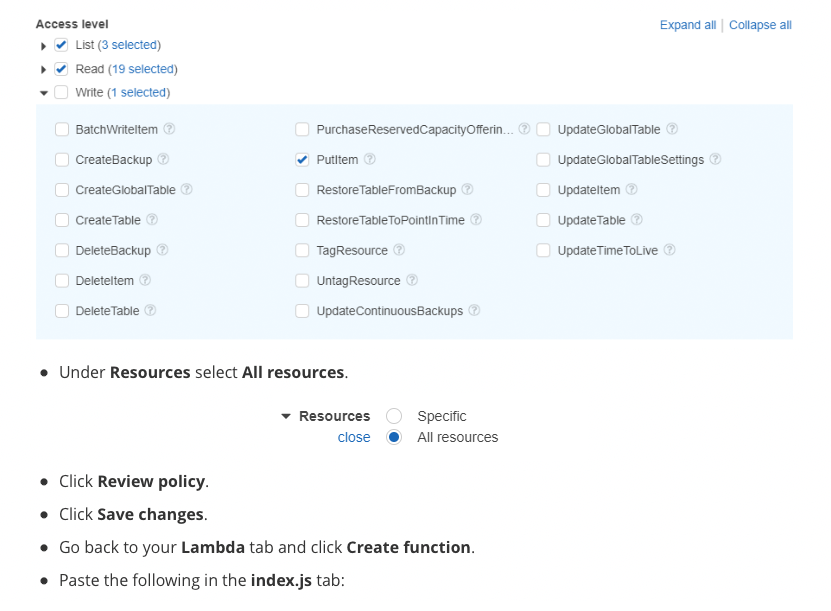 Access level
Expand all | Collapse all
List (3 selected)
Read (19 selected)
Write (1 selected)
BatchWriteItem ? PurchaseReservedCapacityOfferin... ? UpdateGlobalTable ?
CreateBackup ? PutItem ? UpdateGlobalTableSettings ?
CreateGlobalTable ? RestoreTableFromBackup ? UpdateItem ?
CreateTable ? RestoreTableToPointInTime ? UpdateTable ?
DeleteBackup ? TagResource ? UpdateTimeToLive ?
DeleteItem ? UntagResource ?
DeleteTable ? UpdateContinuousBackups ?
• Under Resources select All resources.
Resources Specific
close All resources
• Click Review policy.
• Click Save changes.
• Go back to your Lambda tab and click Create function.
• Paste the following in the index.js tab: